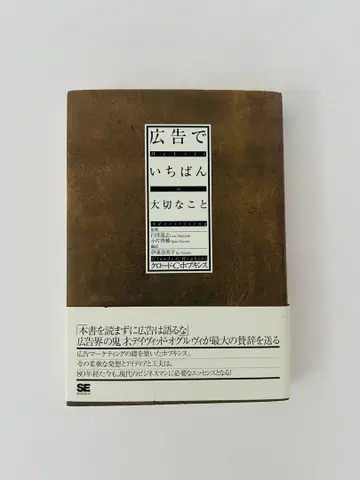 広告で
いちばん
大切なこと
クロード・C・ホプキンス
「本書を読まずに広告は語るな」
広告界の鬼才デイヴィッド・オグルヴィが最大の賛辞を送る
広告マーケティングの礎を築いたホプキンス。
その柔軟な発想とアイディアと工夫は、
80年経た今も、現代のビジネスマンに必要なエッセンスとなる!
SE
SHOEISHA